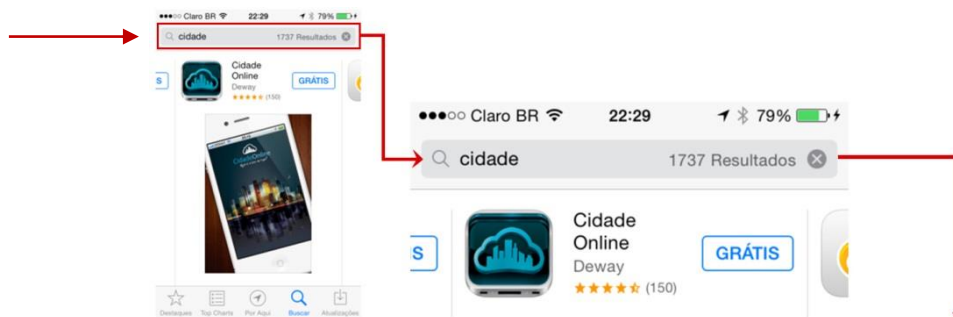 Claro BR 22:29 79%
cidade 1737 Resultados
S
Cidade
Online
Deway
(150)
GRÁTIS
CidadeOnline
Destaques Top Charts Por Aqui Buscar Atualizações
Claro BR 22:29 79%
cidade 1737 Resultados
S
Cidade
Online
Deway
(150)
GRÁTIS